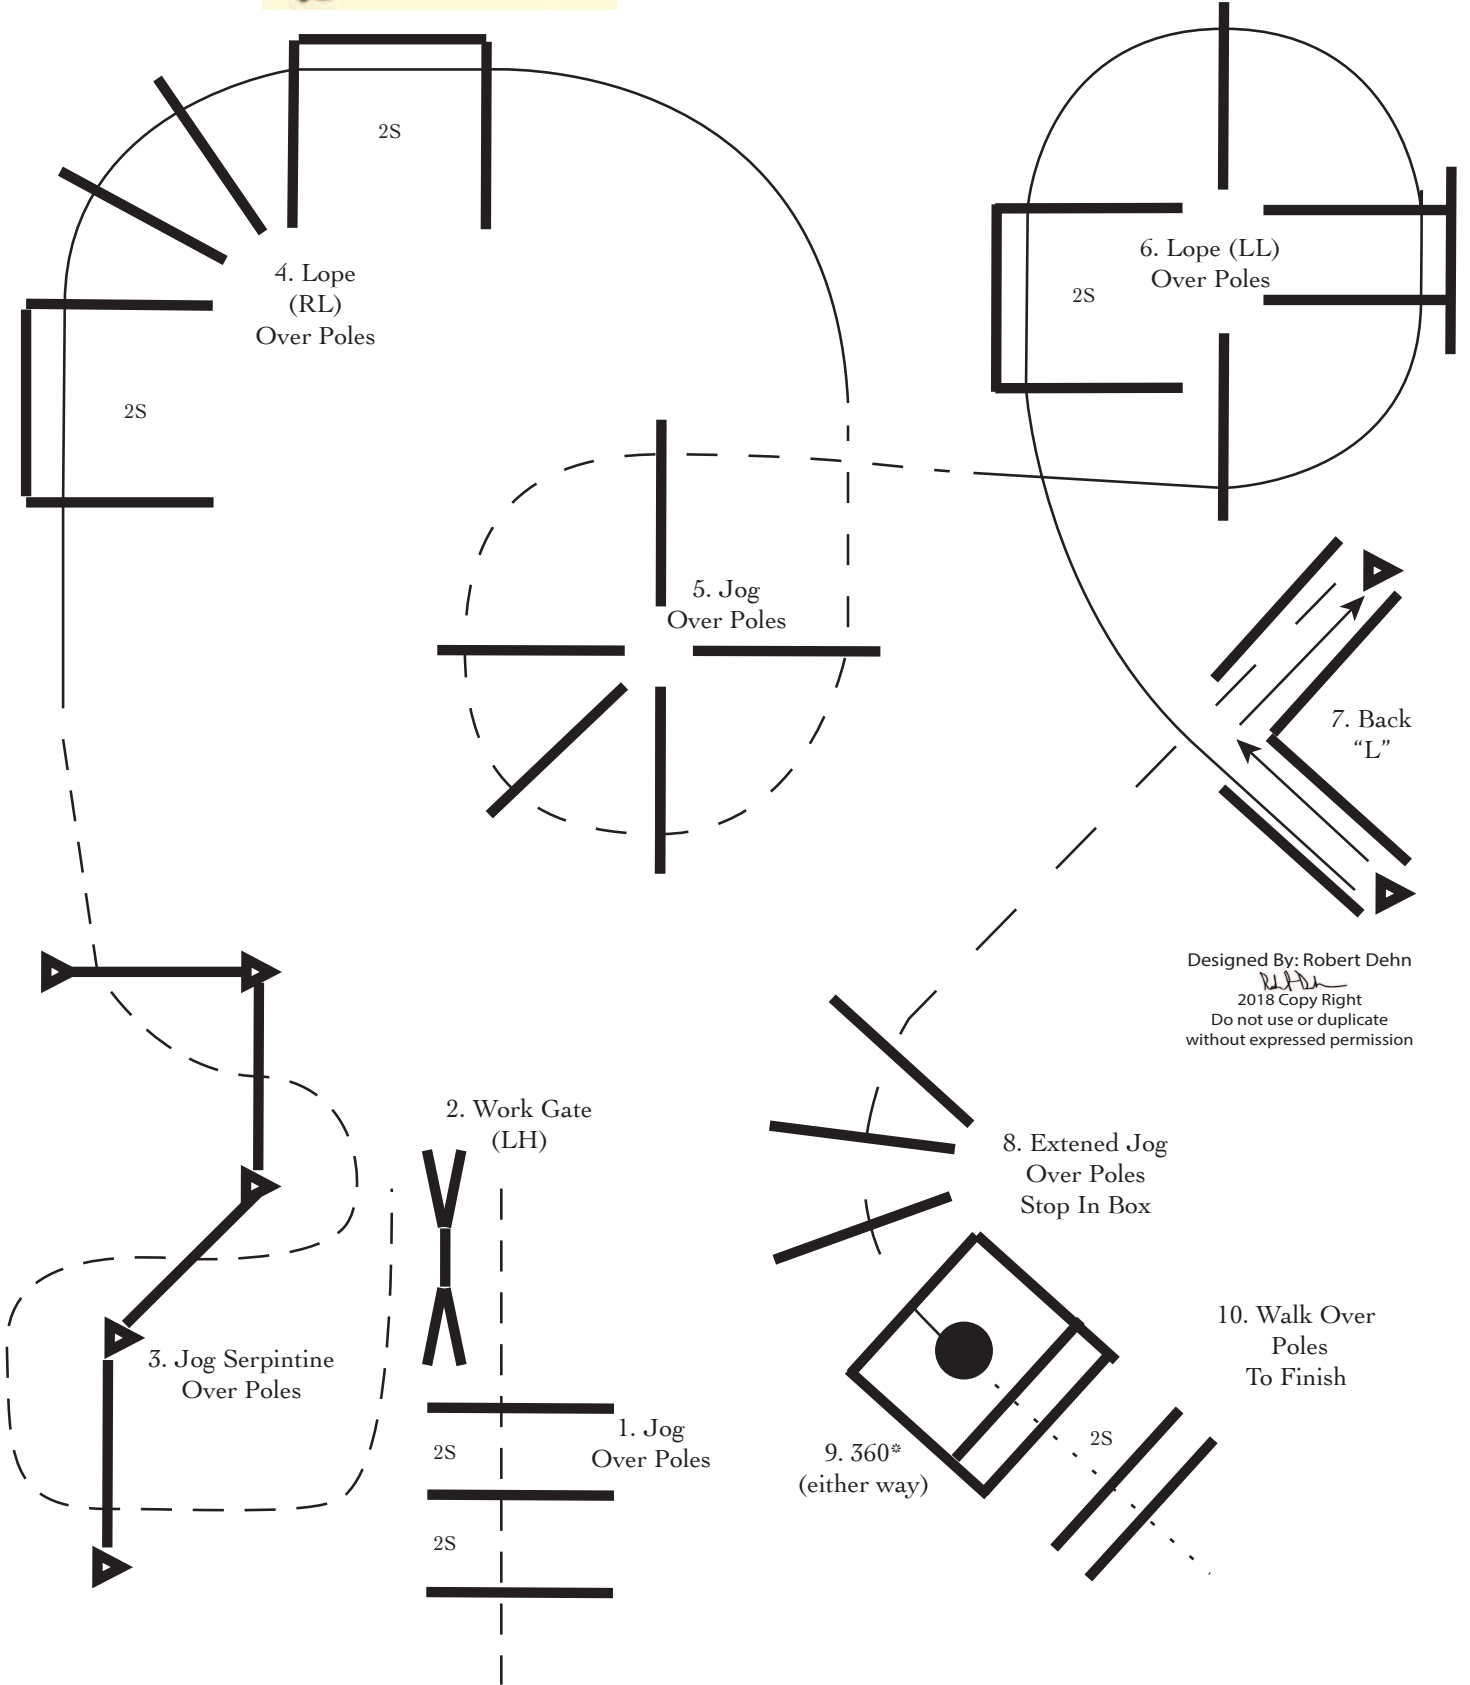 2S
4. Lope
(RL)
Over Poles
2S
6. Lope (LL)
Over Poles
2S
5. Jog
Over Poles
7. Back
“L”
Designed By: Robert Dehn
2018 Copy Right
Do not use or duplicate
without expressed permission
2. Work Gate
(LH)
8. Extened Jog
Over Poles
Stop In Box
3. Jog Serpintine
Over Poles
10. Walk Over
Poles
To Finish
1. Jog
Over Poles
2S
2S
9. 360*
(either way)
2S